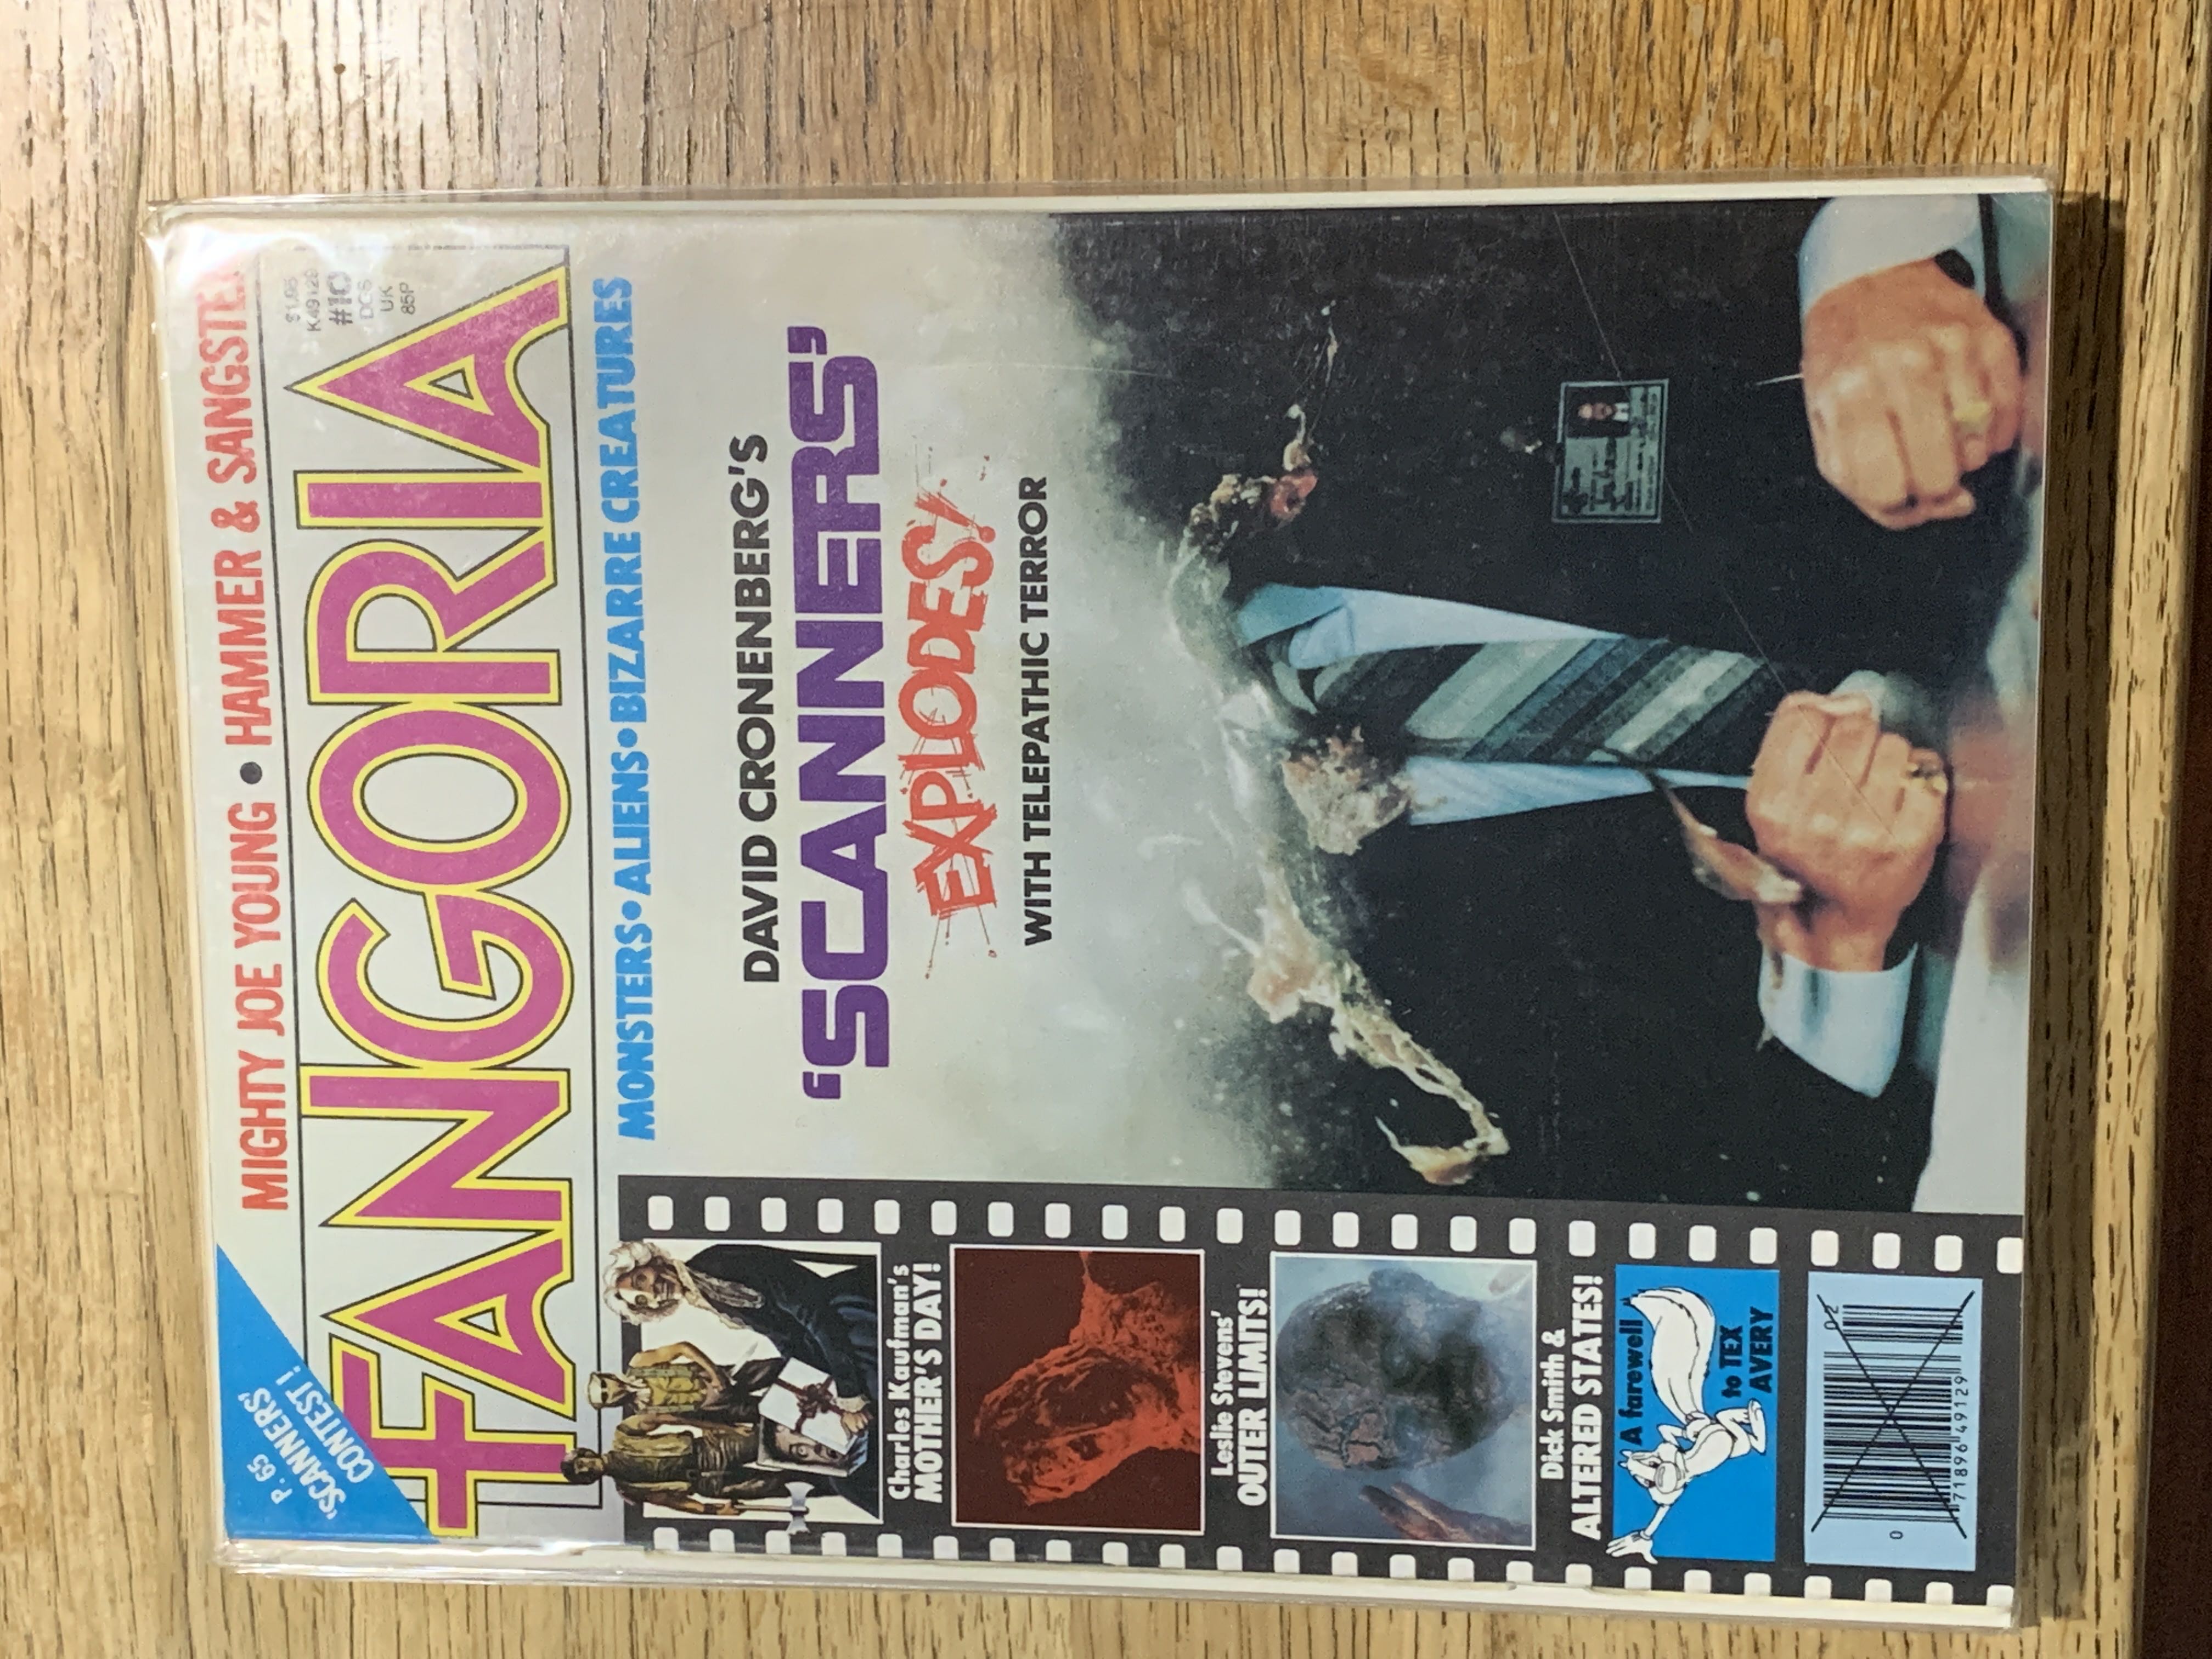 MIGHTY JOE YOUNG • HAMMER & SANGSTE
P. 65
'SCANNERS'
CONTEST!
FANGORIA
$1.95
K49129
#10
DCS
UK
85P
MONSTERS•ALIENS•BIZARRE CREATURES
DAVID CRONENBERG'S
'SCANNERS'
EXPLODES!
WITH TELEPATHIC TERROR
Charles Kaufman's
MOTHER'S DAY!
Leslie Stevens'
OUTER LIMITS!
Dick Smith &
ALTERED STATES!
A farewell
to TEX
AVERY
02
0 71896 49129